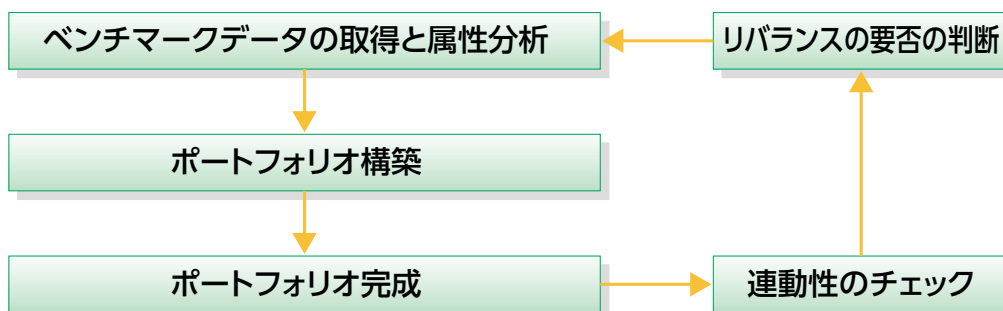 ベンチマークデータの取得と属性分析
リバランスの要否の判断
ポートフォリオ構築
ポートフォリオ完成
連動性のチェック